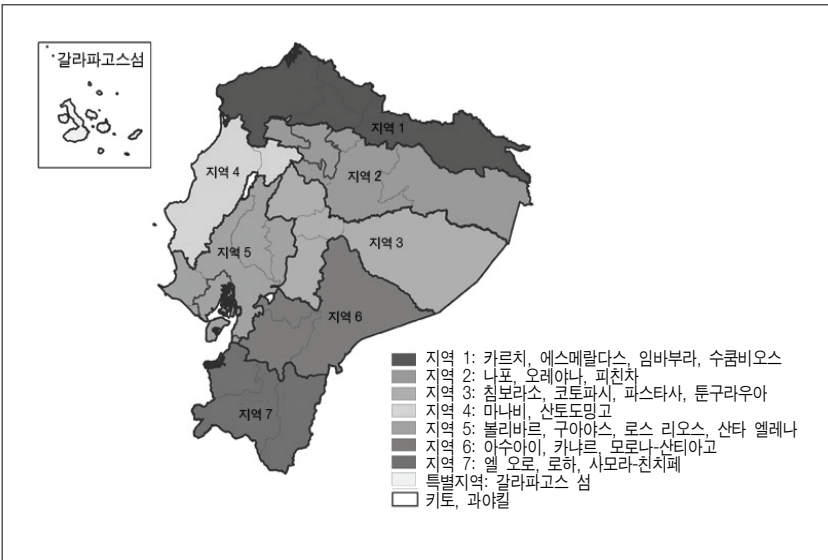 갈라파고스섬
지역 1
지역 2
지역 4
지역 3
지역 5
지역 6
지역 7
지역 1: 카르치, 에스메랄다스, 임바부라, 수쿰비오스
지역 2: 나포, 오레야나, 피친차
지역 3: 침보라소, 코토파시, 파스타사, 툰구라우아
지역 4: 마나비, 산토도밍고
지역 5: 볼리바르, 구아야스, 로스 리오스, 산타 엘레나
지역 6: 아수아이, 카냐르, 모로나-산티아고
지역 7: 엘 오로, 로하, 사모라-친치페
특별지역: 갈라파고스 섬
키토, 과야킬